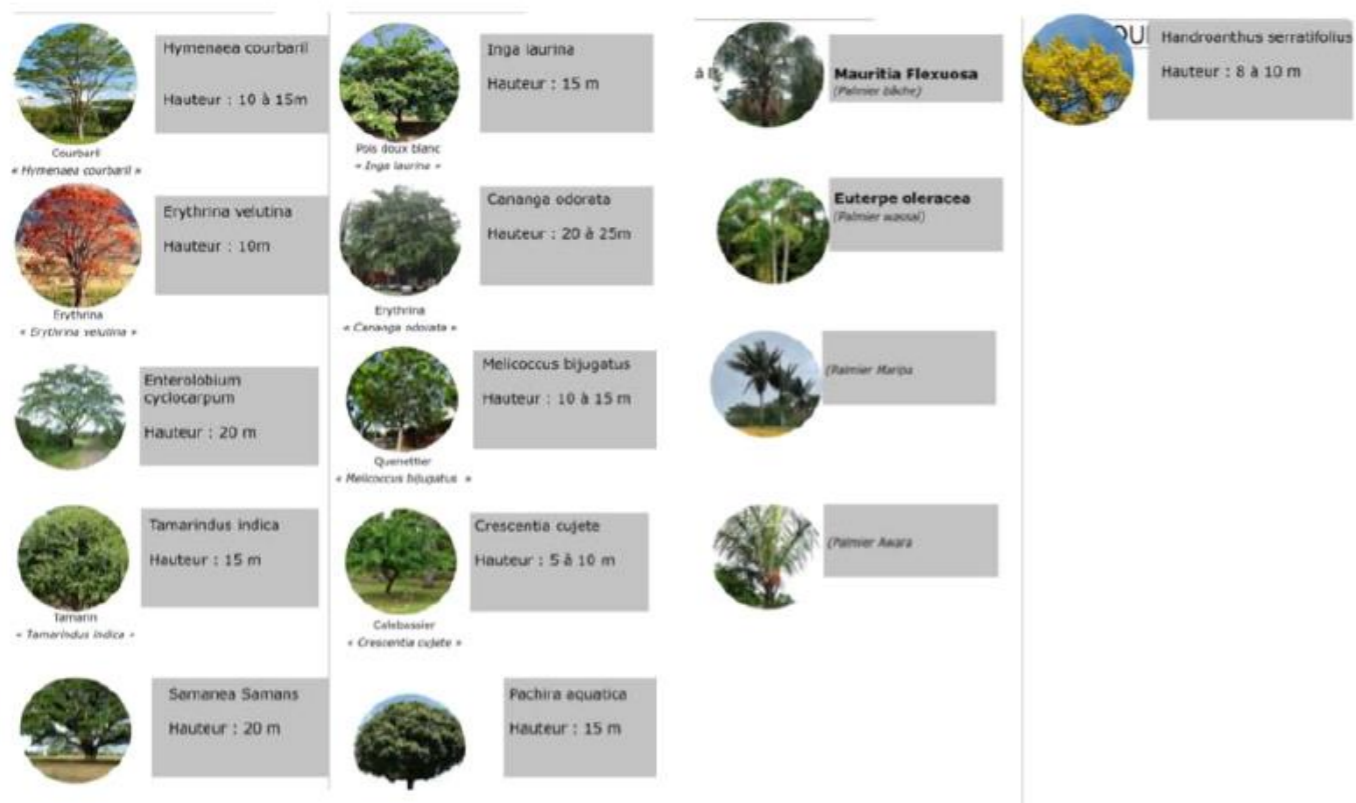 Hymenaea courbaril
Hauteur : 10 à 15m
Courbaril
« Hymenaea courbaril »
Erythrina velutina
Hauteur : 10m
Erythrina
« Erythrina velutina »
Enterolobium
cyclocarpum
Hauteur : 20 m
Tamarindus indica
Hauteur : 15 m
Tamarin
« Tamarindus indica »
Samanea Samans
Hauteur : 20 m
Inga laurina
Hauteur : 15 m
Pois doux blanc
« Inga laurina »
Cananga odorata
Hauteur : 20 à 25m
Erythrina
« Cananga odorata »
Melicoccus bijugatus
Hauteur : 10 à 15 m
Quenettier
« Melicoccus bijugatus »
Crescentia cujete
Hauteur : 5 à 10 m
Calebassier
« Crescentia cujete »
Pachira aquatica
Hauteur : 15 m
Mauritia Flexuosa
(Palmier bâche)
Euterpe oleracea
(Palmier wassaï)
(Palmier Maripa
(Palmier Awara
Handroanthus serratifolius
Hauteur : 8 à 10 m